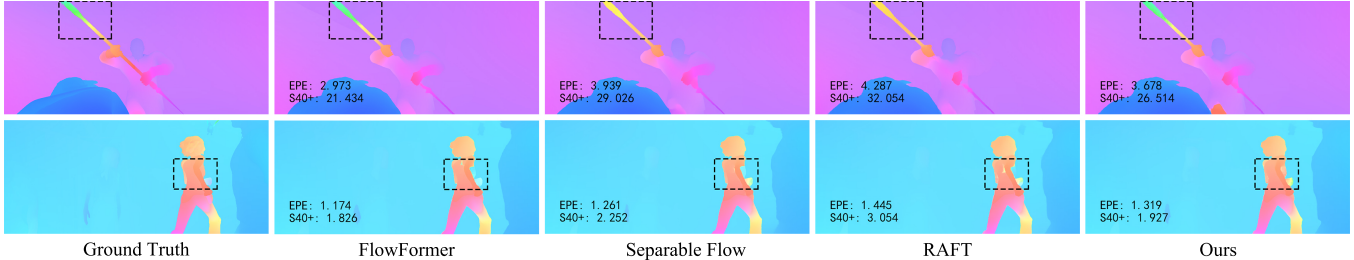 EPE: 2.973
S40+: 21.434
EPE: 3.939
S40+: 29.026
EPE: 4.287
S40+: 32.054
EPE: 3.678
S40+: 26.514
EPE: 1.174
S40+: 1.826
EPE: 1.261
S40+: 2.252
EPE: 1.445
S40+: 3.054
EPE: 1.319
S40+: 1.927
Ground Truth
FlowFormer
Separable Flow
RAFT
Ours